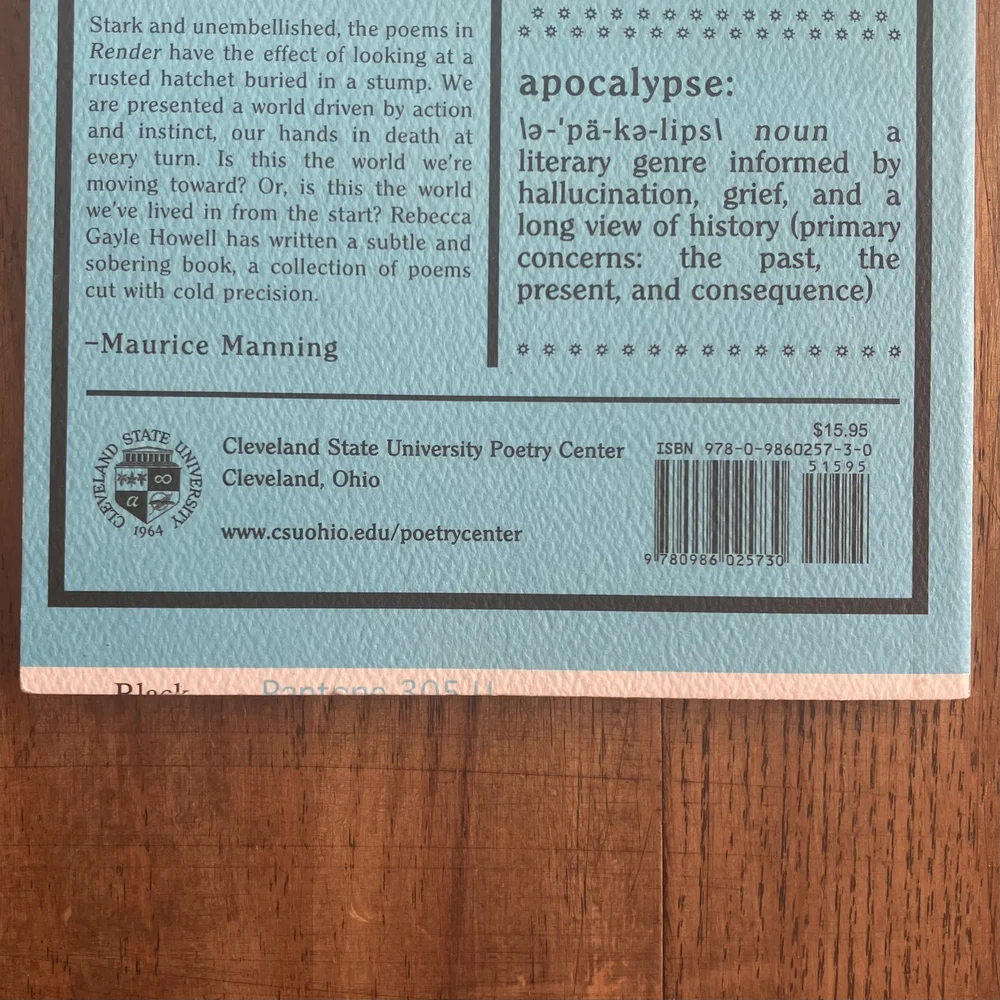 Stark and unembellished, the poems in
Render have the effect of looking at a
rusted hatchet buried in a stump. We
are presented a world driven by action
and instinct, our hands in death at
every turn. Is this the world we're
moving toward? Or, is this the world
we've lived in from the start? Rebecca
Gayle Howell has written a subtle and
sobering book, a collection of poems
cut with cold precision.
–Maurice Manning
apocalypse:
\ə-ˈpä-kə-lips\ noun a
literary genre informed by
hallucination, grief, and a
long view of history (primary
concerns: the past, the
present, and consequence)
CLEVELAND STATE UNIVERSITY
∞
a
1964
Cleveland State University Poetry Center
Cleveland, Ohio
www.csuohio.edu/poetrycenter
$15.95
ISBN 978-0-9860257-3-0
51595
9 780986 025730
Black
Pantone 305 U